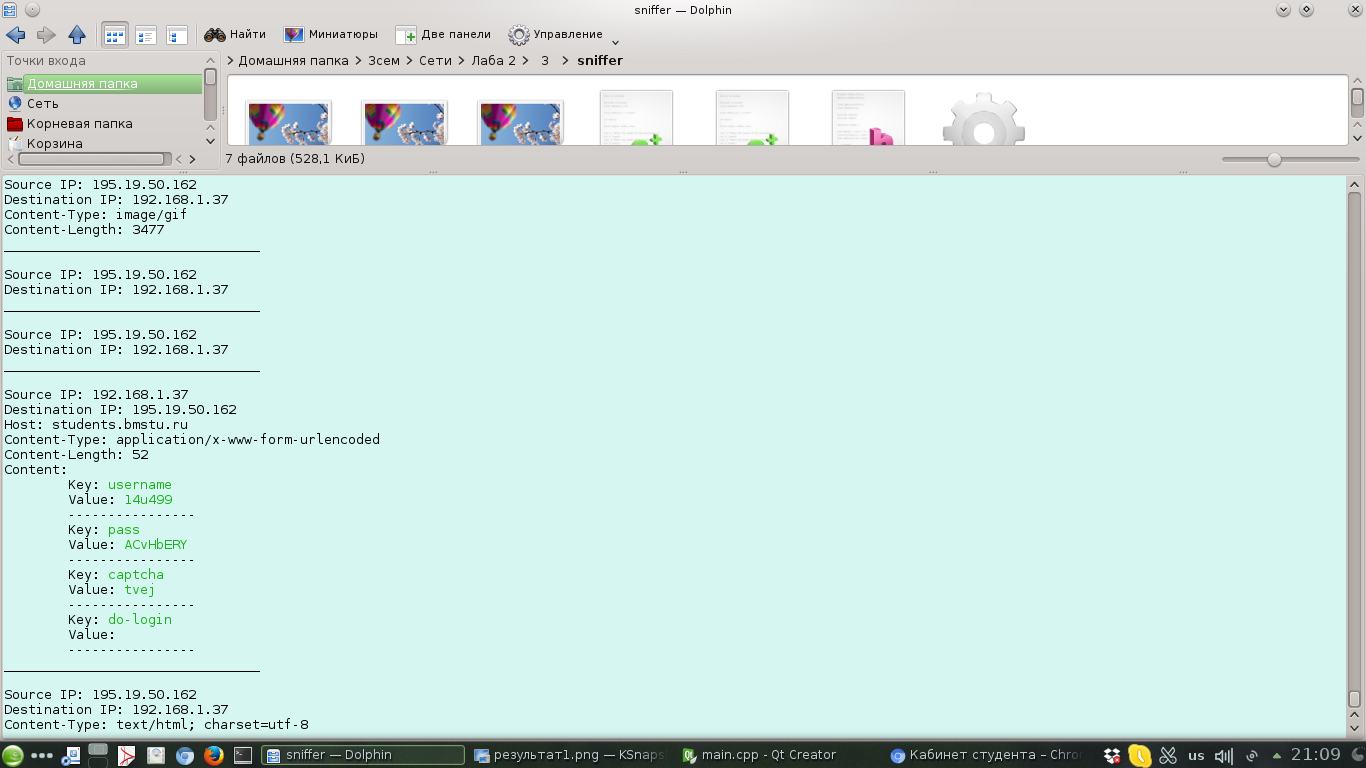 sniffer — Dolphin
Найти
Миниатюры
Две панели
Управление
Точки входа
Домашняя папка
Сеть
Корневая папка
Корзина
Домашняя папка > 3сем > Сети > Лаба 2 > 3 > sniffer
7 файлов (528,1 КиБ)
Source IP: 195.19.50.162
Destination IP: 192.168.1.37
Content-Type: image/gif
Content-Length: 3477
Source IP: 195.19.50.162
Destination IP: 192.168.1.37
Source IP: 195.19.50.162
Destination IP: 192.168.1.37
Source IP: 192.168.1.37
Destination IP: 195.19.50.162
Host: students.bmstu.ru
Content-Type: application/x-www-form-urlencoded
Content-Length: 52
Content:
Key: username
Value: 14u499
----------------
Key: pass
Value: ACvHbERY
----------------
Key: captcha
Value: tvej
----------------
Key: do-login
Value:
----------------
Source IP: 195.19.50.162
Destination IP: 192.168.1.37
Content-Type: text/html; charset=utf-8
sniffer — Dolphin
результат1.png – KSnaps
main.cpp - Qt Creator
Кабинет студента – Chro
us
21:09